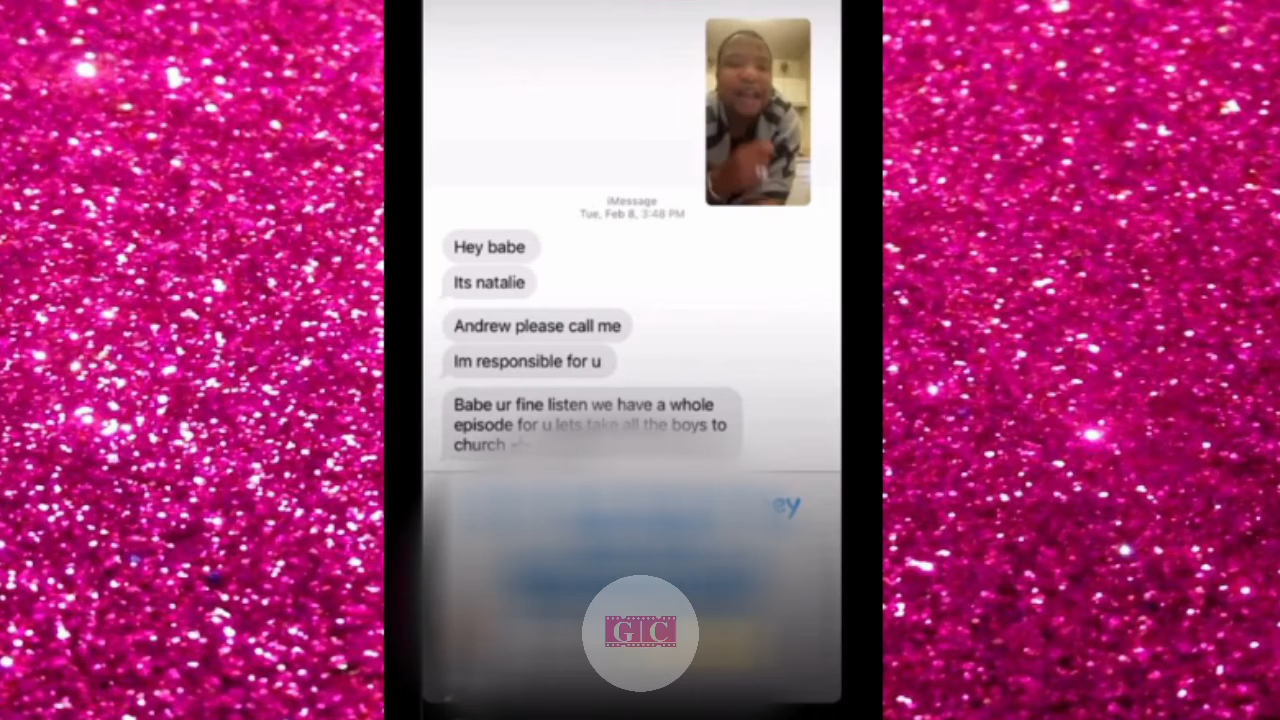 iMessage
Tue, Feb 8, 3:48 PM
Hey babe
Its natalie
Andrew please call me
Im responsible for u
Babe ur fine listen we have a whole
episode for u lets take all the boys to
church
ey
G C